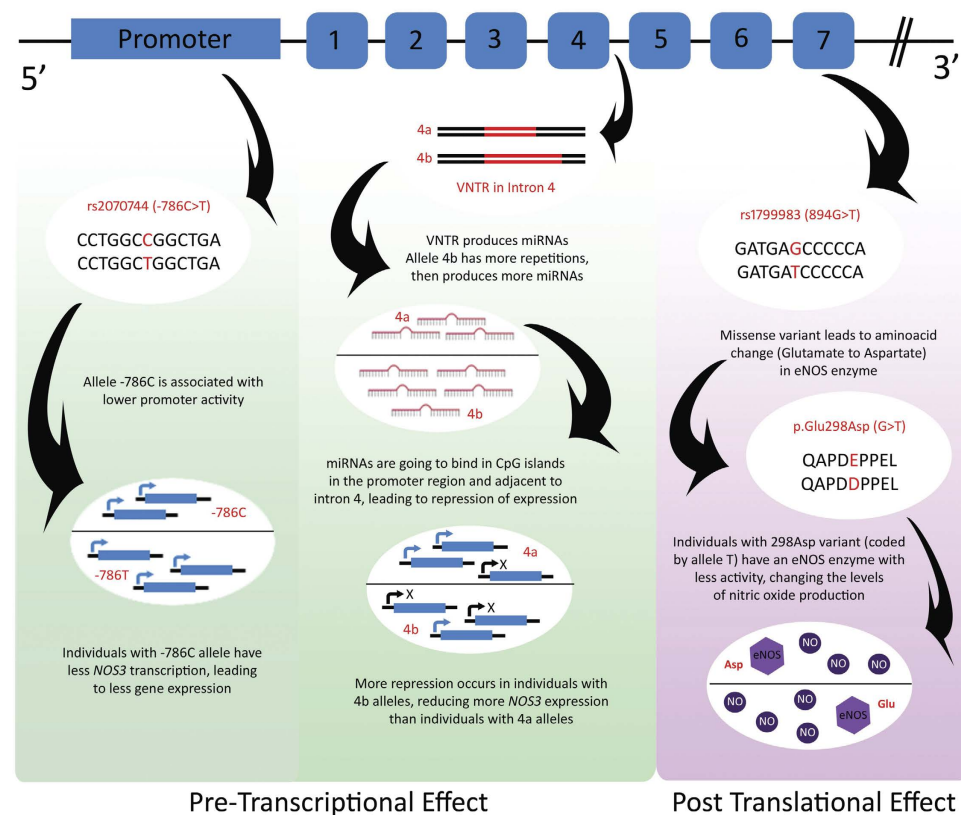 Promoter
1
2
3
4
5
6
7
5’
3’
rs2070744 (-786C>T)
CCTGGCCGGCTGA
CCTGGCTGGCTGA
Allele -786C is associated with
lower promoter activity
-786C
-786T
Individuals with -786C allele have
less NOS3 transcription, leading
to less gene expression
4a
4b
VNTR in Intron 4
VNTR produces miRNAs
Allele 4b has more repetitions,
then produces more miRNAs
4a
4b
miRNAs are going to bind in CpG islands
in the promoter region and adjacent to
intron 4, leading to repression of expression
4a
X
X
X
4b
More repression occurs in individuals with
4b alleles, reducing more NOS3 expression
than individuals with 4a alleles
rs1799983 (894G>T)
GATGAGCCCCCA
GATGATCCCCCA
Missense variant leads to aminoacid
change (Glutamate to Aspartate)
in eNOS enzyme
p.Glu298Asp (G>T)
QAPDEPPEL
QAPDDPPEL
Individuals with 298Asp variant (coded
by allele T) have an eNOS enzyme with
less activity, changing the levels
of nitric oxide production
Asp
eNOS
NO
NO
NO
NO
NO
NO
NO
NO
eNOS
Glu
Pre-Transcriptional Effect
Post Translational Effect